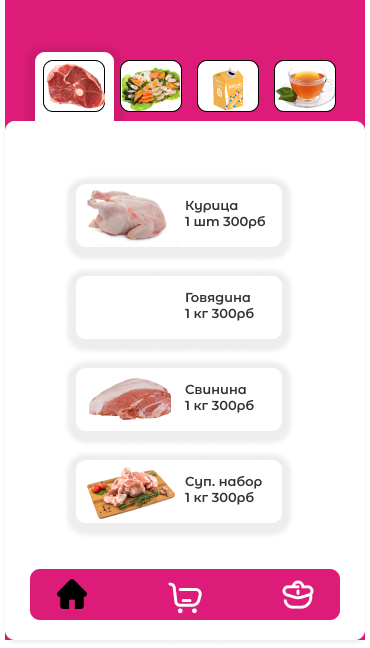 Курица
1 шт 300рб
Говядина
1 кг 300рб
Свинина
1 кг 300рб
Суп. набор
1 кг 300рб